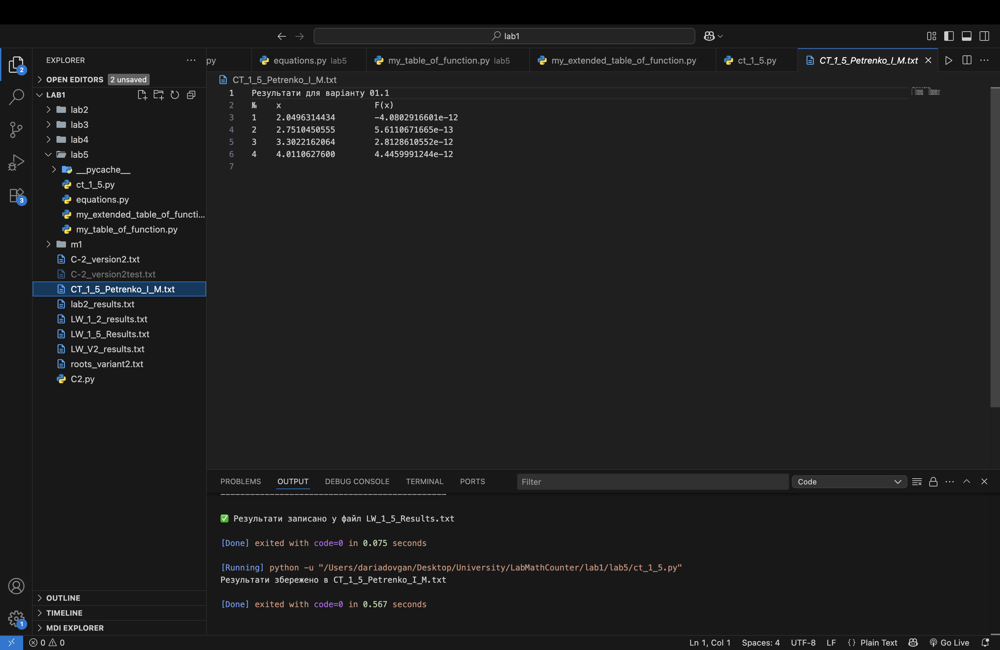 lab1
EXPLORER
py
equations.py lab5
my_table_of_function.py lab5
my_extended_table_of_function.py
ct_1_5.py
CT_1_5_Petrenko_I_M.txt
2
OPEN EDITORS 2 unsaved
LAB1
lab2
lab3
lab4
lab5
__pycache__
ct_1_5.py
equations.py
my_extended_table_of_functi...
my_table_of_function.py
m1
C-2_version2.txt
C-2_version2test.txt
CT_1_5_Petrenko_I_M.txt
lab2_results.txt
LW_1_2_results.txt
LW_1_5_Results.txt
LW_V2_results.txt
roots_variant2.txt
C2.py
3
OUTLINE
TIMELINE
MDI EXPLORER
1
CT_1_5_Petrenko_I_M.txt
1 Результати для варіанту 01.1
2 № x F(x)
3 1 2.0496314434 -4.0802916601e-12
4 2 2.7510450555 5.6110671665e-13
5 3 3.3022162064 2.8128610552e-12
6 4 4.0110627600 4.4459991244e-12
7
PROBLEMS OUTPUT DEBUG CONSOLE TERMINAL PORTS Filter Code
----------------------------------------------
✅ Результати записано у файл LW_1_5_Results.txt
[Done] exited with code=0 in 0.075 seconds
[Running] python -u "/Users/dariadovgan/Desktop/University/LabMathCounter/lab1/lab5/ct_1_5.py"
Результати збережено в CT_1_5_Petrenko_I_M.txt
[Done] exited with code=0 in 0.567 seconds
0 0 Ln 1, Col 1 Spaces: 4 UTF-8 LF {} Plain Text Go Live